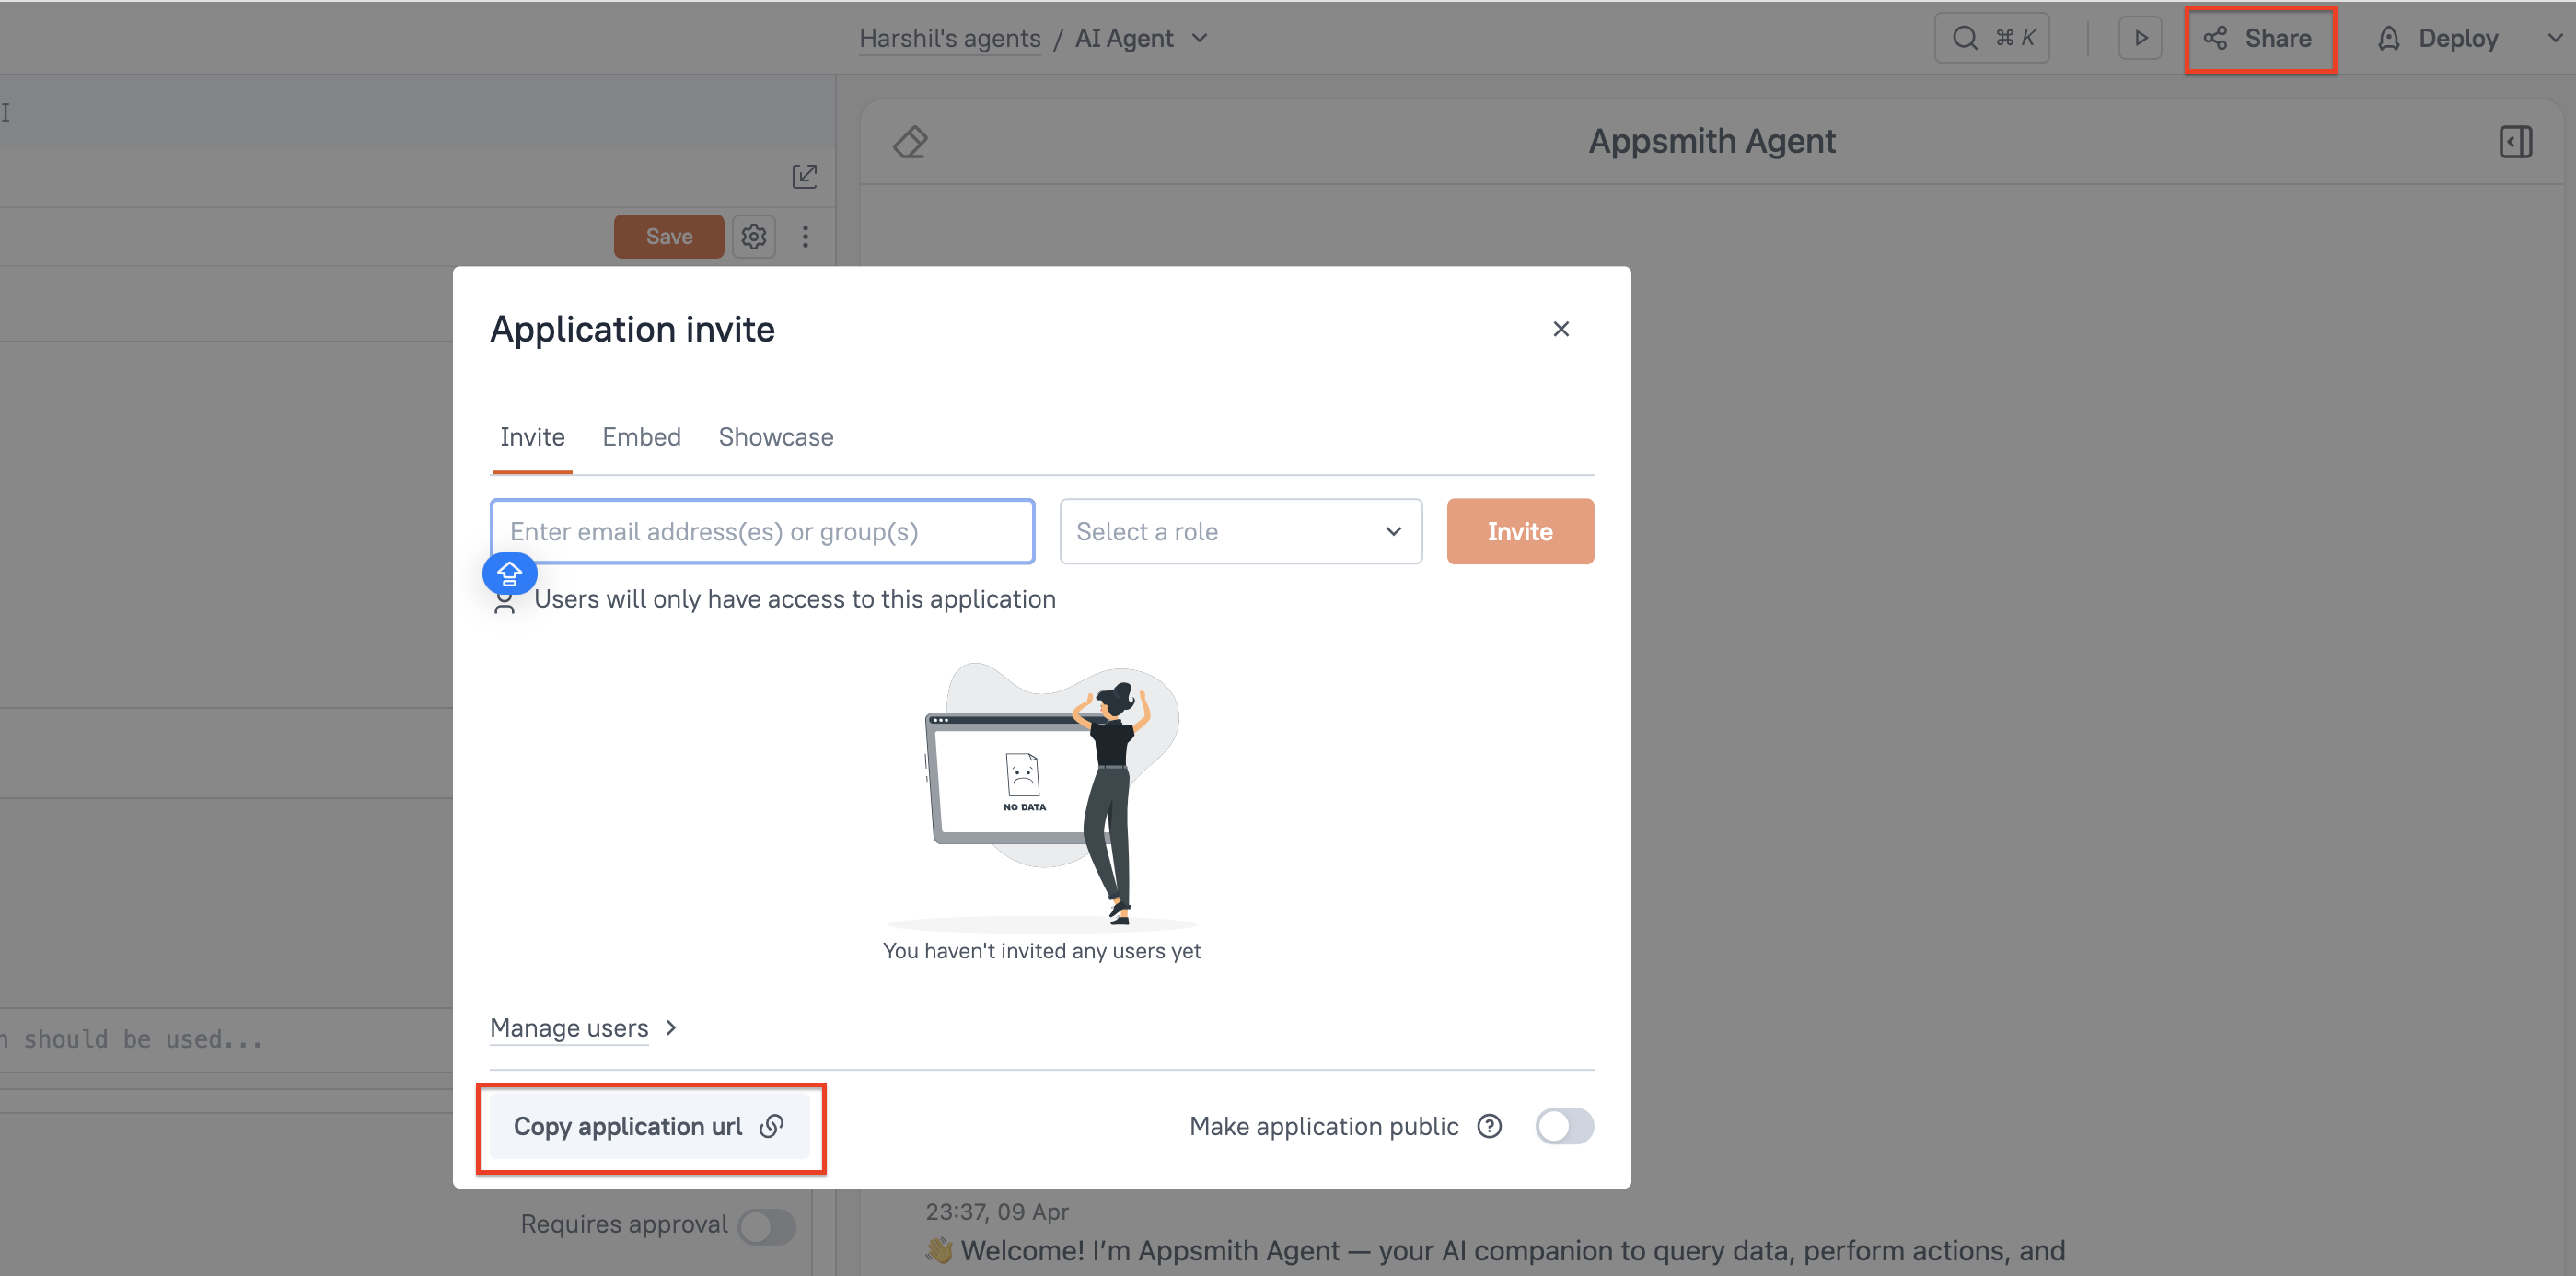 Harshil's agents / AI Agent
⌘ K
Share
Deploy
I
Appsmith Agent
Save
Application invite
Invite Embed Showcase
Enter email address(es) or group(s)
Select a role
Invite
Users will only have access to this application
NO DATA
You haven't invited any users yet
Manage users
n should be used...
Copy application url
Make application public
Requires approval
23:37, 09 Apr
👋 Welcome! I’m Appsmith Agent — your AI companion to query data, perform actions, and